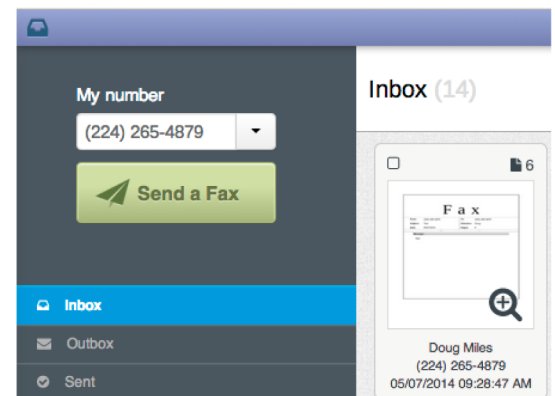 My number
(224) 265-4879
Send a Fax
Inbox
Outbox
Sent
Inbox (14)
6
Fax
Doug Miles
(224) 265-4879
05/07/2014 09:28:47 AM